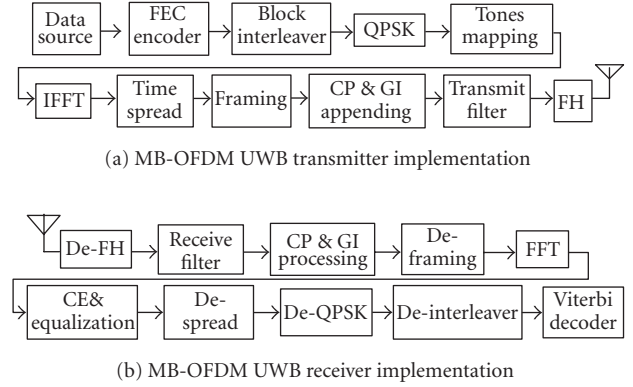 Data
source
FEC
encoder
Block
interleaver
QPSK
Tones
mapping
IFFT
Time
spread
Framing
CP & GI
appending
Transmit
filter
FH
(a) MB-OFDM UWB transmitter implementation
De-FH
Receive
filter
CP & GI
processing
De-
framing
FFT
CE&
equalization
De-
spread
De-QPSK
De-interleaver
Viterbi
decoder
(b) MB-OFDM UWB receiver implementation